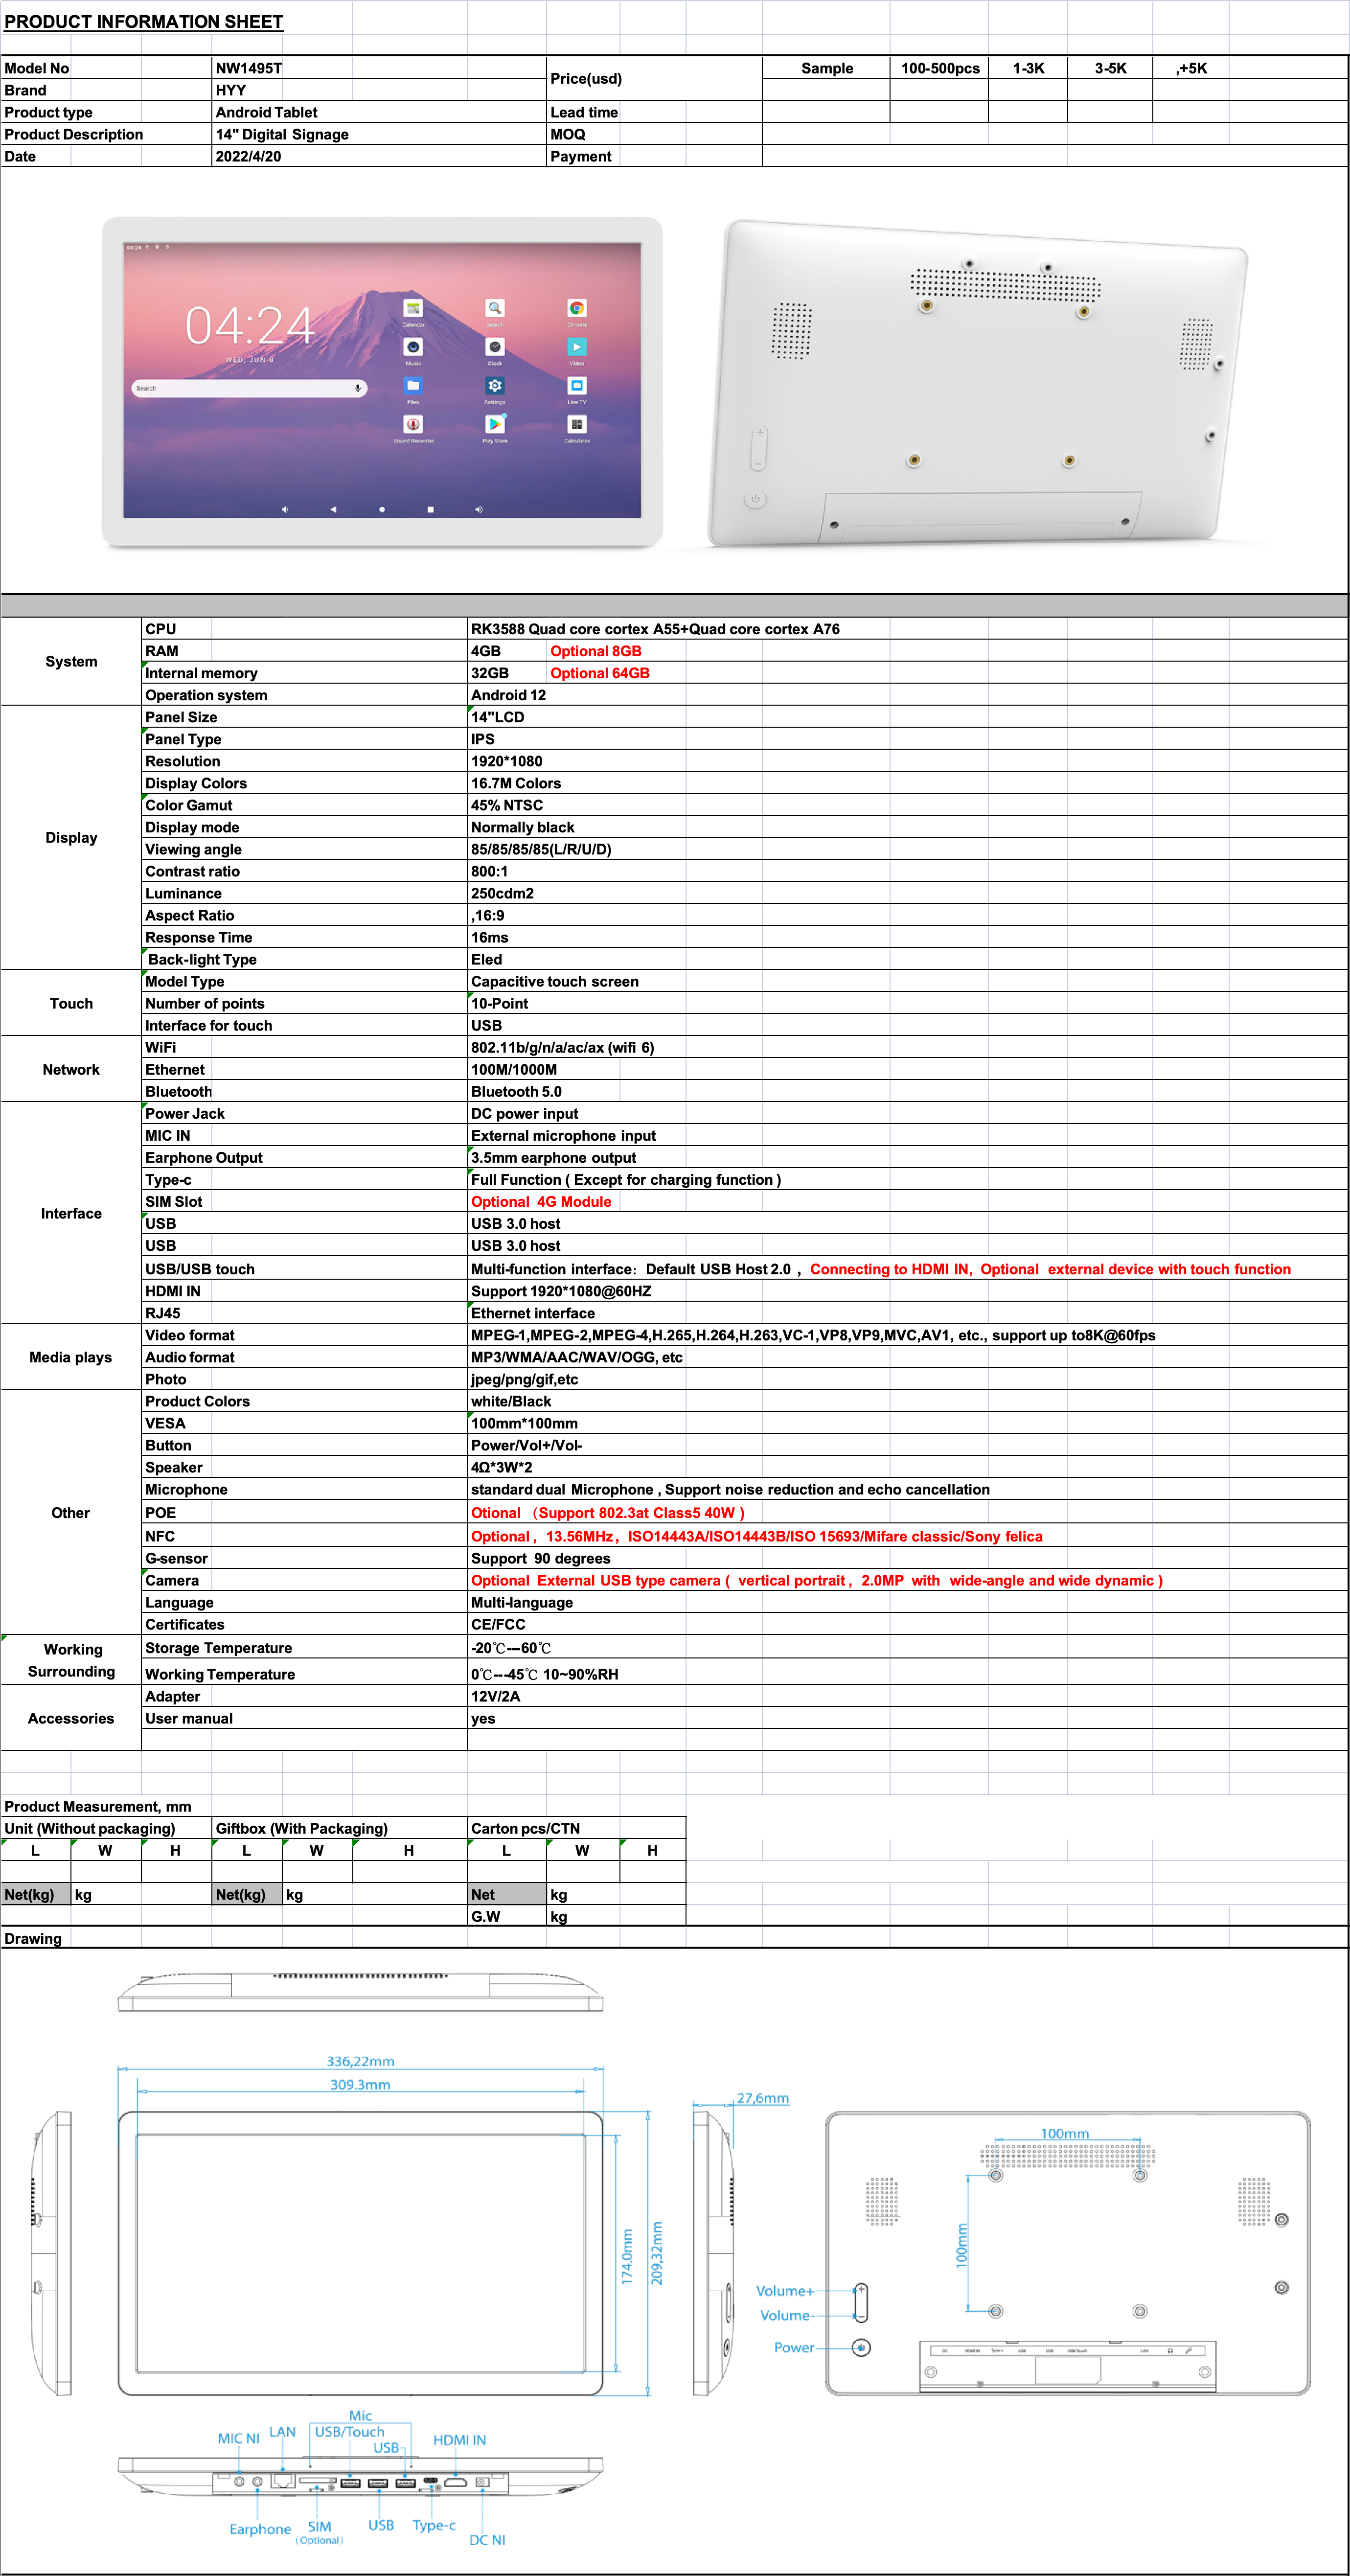 PRODUCT INFORMATION SHEET
Model No NW1495T Price(usd) Sample 100-500pcs 1-3K 3-5K ,+5K
Brand HYY
Product type Android Tablet Lead time
Product Description 14" Digital Signage MOQ
Date 2022/4/20 Payment
04:24
04:24
WED, JUN 8
Search
Calendar Search Chrome
Music Clock Video
Files Settings Live TV
Sound Recorder Play Store Calculator
System
CPU RK3588 Quad core cortex A55+Quad core cortex A76
RAM 4GB Optional 8GB
Internal memory 32GB Optional 64GB
Operation system Android 12
Display
Panel Size 14"LCD
Panel Type IPS
Resolution 1920*1080
Display Colors 16.7M Colors
Color Gamut 45% NTSC
Display mode Normally black
Viewing angle 85/85/85/85(L/R/U/D)
Contrast ratio 800:1
Luminance 250cdm2
Aspect Ratio ,16:9
Response Time 16ms
Back-light Type Eled
Touch
Model Type Capacitive touch screen
Number of points 10-Point
Interface for touch USB
Network
WiFi 802.11b/g/n/a/ac/ax (wifi 6)
Ethernet 100M/1000M
Bluetooth Bluetooth 5.0
Interface
Power Jack DC power input
MIC IN External microphone input
Earphone Output 3.5mm earphone output
Type-c Full Function ( Except for charging function )
SIM Slot Optional 4G Module
USB USB 3.0 host
USB USB 3.0 host
USB/USB touch Multi-function interface：Default USB Host 2.0 ，Connecting to HDMI IN, Optional external device with touch function
HDMI IN Support 1920*1080@60HZ
RJ45 Ethernet interface
Media plays
Video format MPEG-1,MPEG-2,MPEG-4,H.265,H.264,H.263,VC-1,VP8,VP9,MVC,AV1, etc., support up to8K@60fps
Audio format MP3/WMA/AAC/WAV/OGG, etc
Photo jpeg/png/gif,etc
Other
Product Colors white/Black
VESA 100mm*100mm
Button Power/Vol+/Vol-
Speaker 4Ω*3W*2
Microphone standard dual Microphone , Support noise reduction and echo cancellation
POE Otional （Support 802.3at Class5 40W ）
NFC Optional，13.56MHz，ISO14443A/ISO14443B/ISO 15693/Mifare classic/Sony felica
G-sensor Support 90 degrees
Camera Optional External USB type camera ( vertical portrait，2.0MP with wide-angle and wide dynamic )
Language Multi-language
Certificates CE/FCC
Working Surrounding
Storage Temperature -20℃---60℃
Working Temperature 0℃---45℃ 10~90%RH
Accessories
Adapter 12V/2A
User manual yes
Product Measurement, mm
Unit (Without packaging) Giftbox (With Packaging) Carton pcs/CTN
L W H L W H L W H
Net(kg) kg Net(kg) kg Net kg
G.W kg
Drawing
336,22mm
309.3mm
174.0mm
209,32mm
27,6mm
100mm
100mm
Volume+
Volume-
Power
DC HDMI IN Type-c USB USB USB Touch LAN
Mic
MIC NI LAN USB/Touch
USB
HDMI IN
Earphone SIM USB Type-c
(Optional)
DC NI